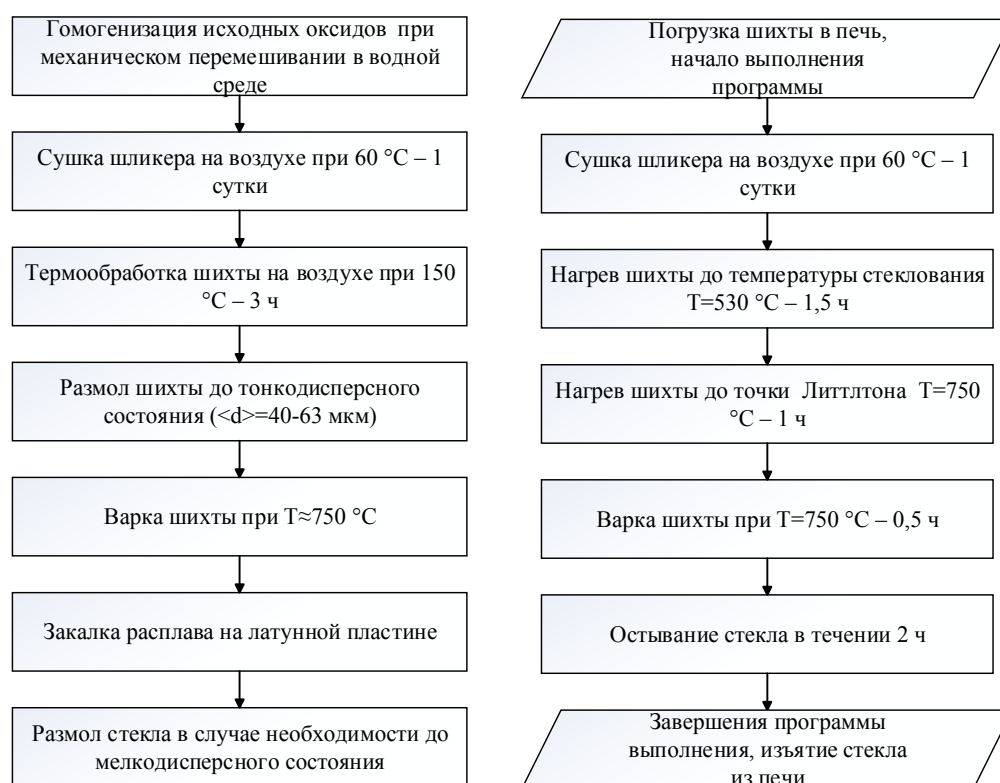 Гомогенизация исходных оксидов при
механическом перемешивании в водной
среде
Сушка шликера на воздухе при 60 °C – 1
сутки
Термообработка шихты на воздухе при 150
°C – 3 ч
Размол шихты до тонкодисперсного
состояния (<d>=40-63 мкм)
Варка шихты при T≈750 °C
Закалка расплава на латунной пластине
Размол стекла в случае необходимости до
мелкодисперсного состояния
Погрузка шихты в печь,
начало выполнения
программы
Сушка шликера на воздухе при 60 °C – 1
сутки
Нагрев шихты до температуры стеклования
T=530 °C – 1,5 ч
Нагрев шихты до точки Литтлтона T=750
°C – 1 ч
Варка шихты при T=750 °C – 0,5 ч
Остывание стекла в течении 2 ч
Завершения программы
выполнения, изъятие стекла
из печи